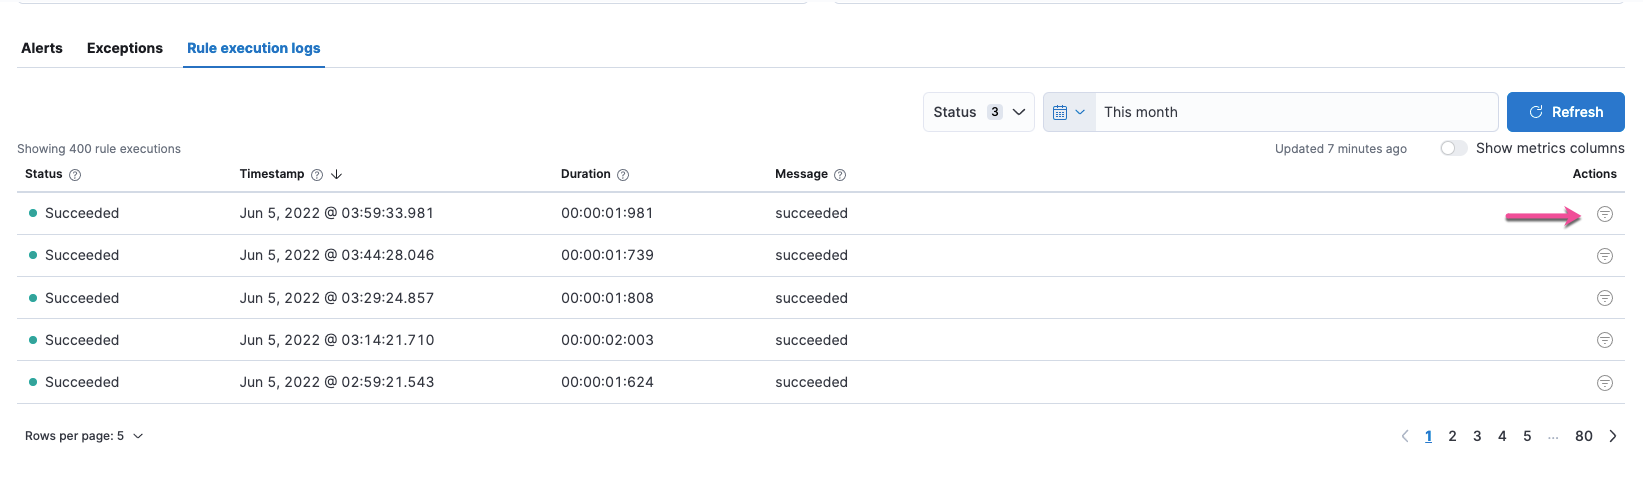 Alerts Exceptions Rule execution logs
Status 3 This month Refresh
Showing 400 rule executions Updated 7 minutes ago Show metrics columns
Status Timestamp Duration Message Actions
Succeeded Jun 5, 2022 @ 03:59:33.981 00:00:01:981 succeeded
Succeeded Jun 5, 2022 @ 03:44:28.046 00:00:01:739 succeeded
Succeeded Jun 5, 2022 @ 03:29:24.857 00:00:01:808 succeeded
Succeeded Jun 5, 2022 @ 03:14:21.710 00:00:02:003 succeeded
Succeeded Jun 5, 2022 @ 02:59:21.543 00:00:01:624 succeeded
Rows per page: 5 1 2 3 4 5 ... 80